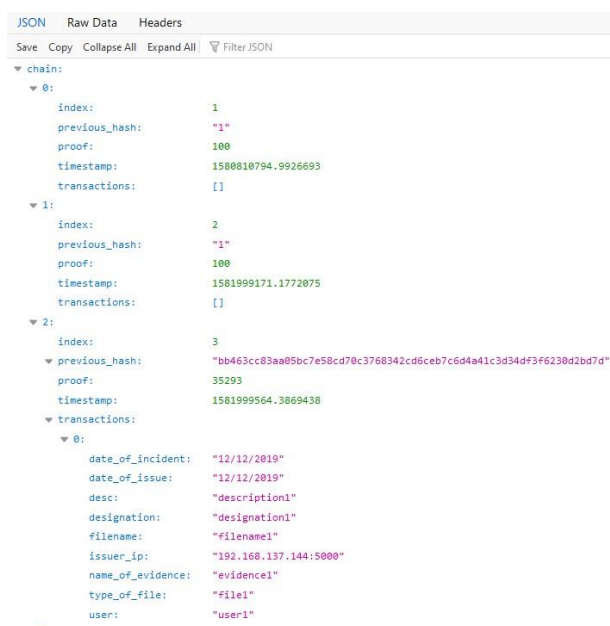 JSON Raw Data Headers
Save Copy Collapse All Expand All Filter JSON
chain:
0:
index: 1
previous_hash: "1"
proof: 100
timestamp: 1580810794.9926693
transactions: []
1:
index: 2
previous_hash: "1"
proof: 100
timestamp: 1581999171.1772075
transactions: []
2:
index: 3
previous_hash: "bb463cc83aa05bc7e58cd70c3768342cd6ceb7c6d4a41c3d34df3f6230d2bd7d"
proof: 35293
timestamp: 1581999564.3869438
transactions:
0:
date_of_incident: "12/12/2019"
date_of_issue: "12/12/2019"
desc: "description1"
designation: "designation1"
filename: "filename1"
issuer_ip: "192.168.137.144:5000"
name_of_evidence: "evidence1"
type_of_file: "file1"
user: "user1"